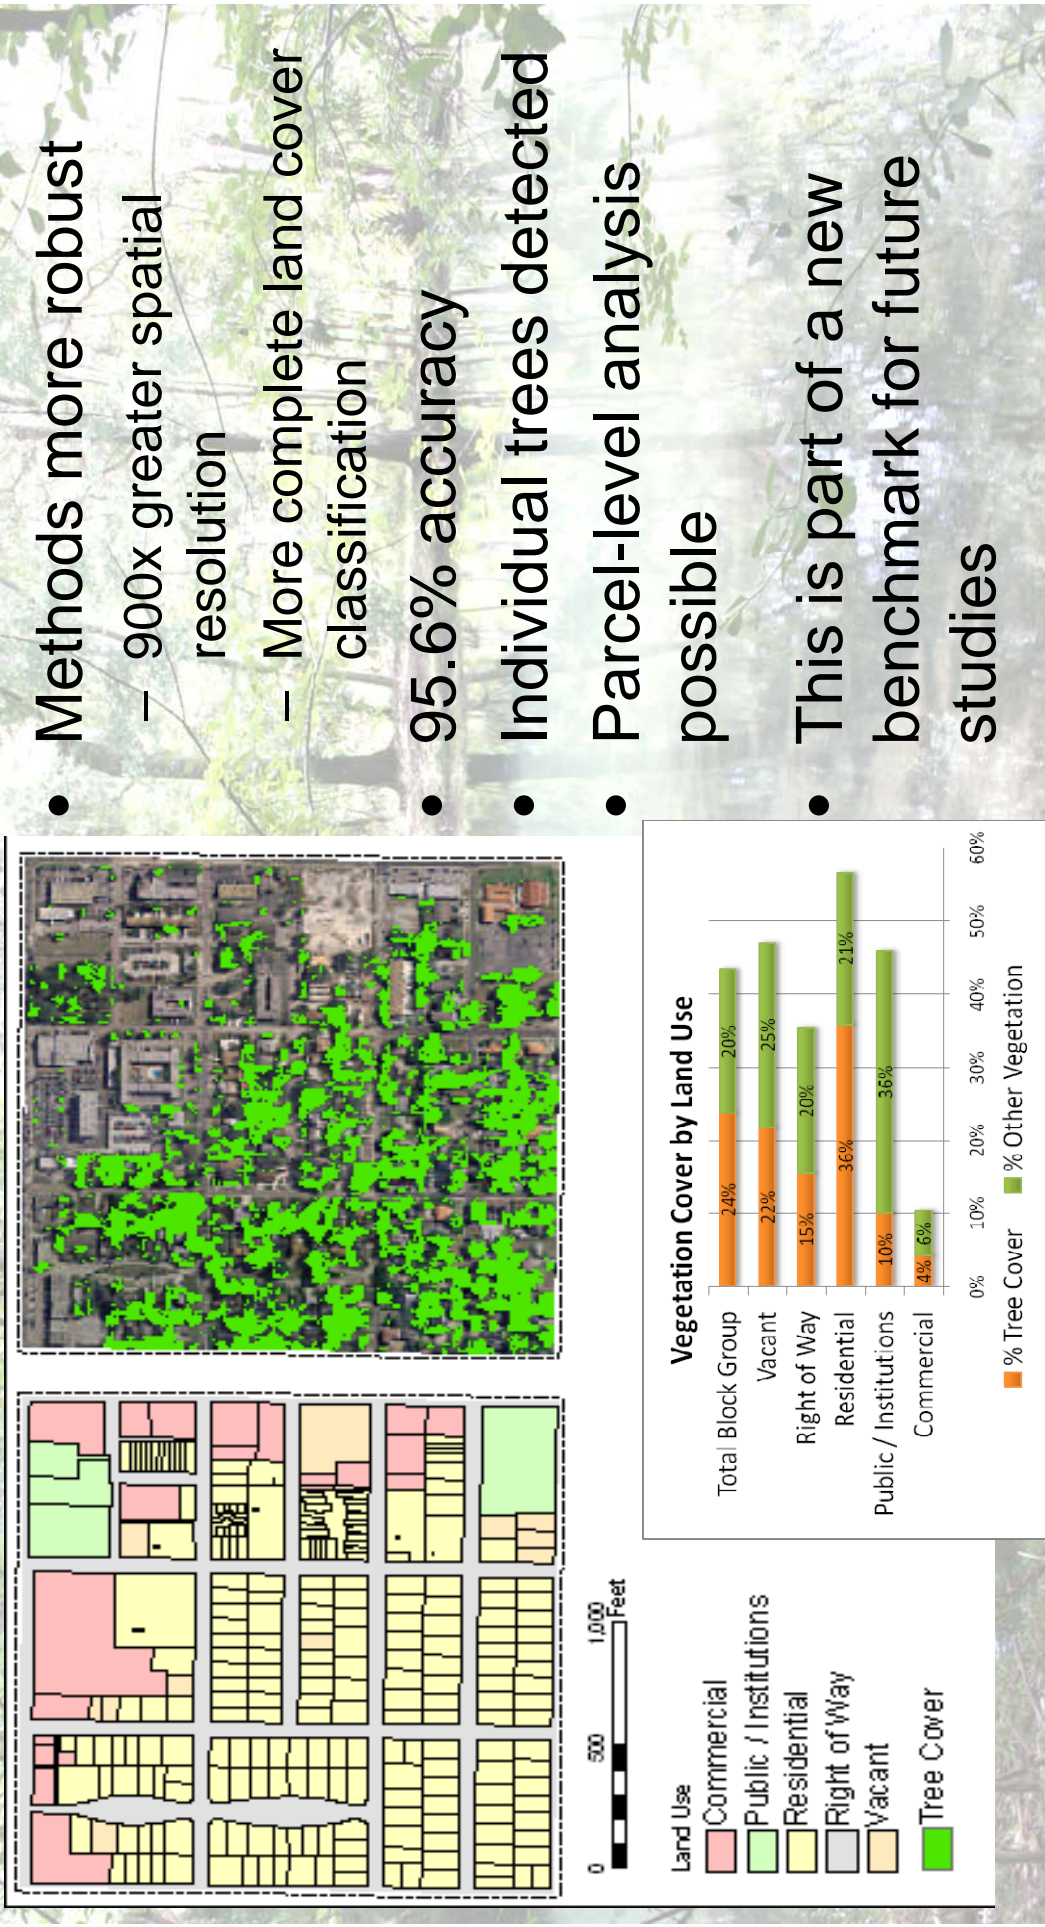 • Methods more robust
– 900x greater spatial
resolution
– More complete land cover
classification
• 95.6% accuracy
• Individual trees detected
• Parcel-level analysis
possible
• This is part of a new
benchmark for future
studies
0 500 1,000
Feet
Land Use
Commercial
Public / Institutions
Residential
Right of Way
Vacant
Tree Cover
Vegetation Cover by Land Use
Total Block Group 24% 20%
Vacant 22% 25%
Right of Way 15% 20%
Residential 36% 21%
Public / Institutions 10% 36%
Commercial 4% 6%
0% 10% 20% 30% 40% 50% 60%
% Tree Cover % Other Vegetation